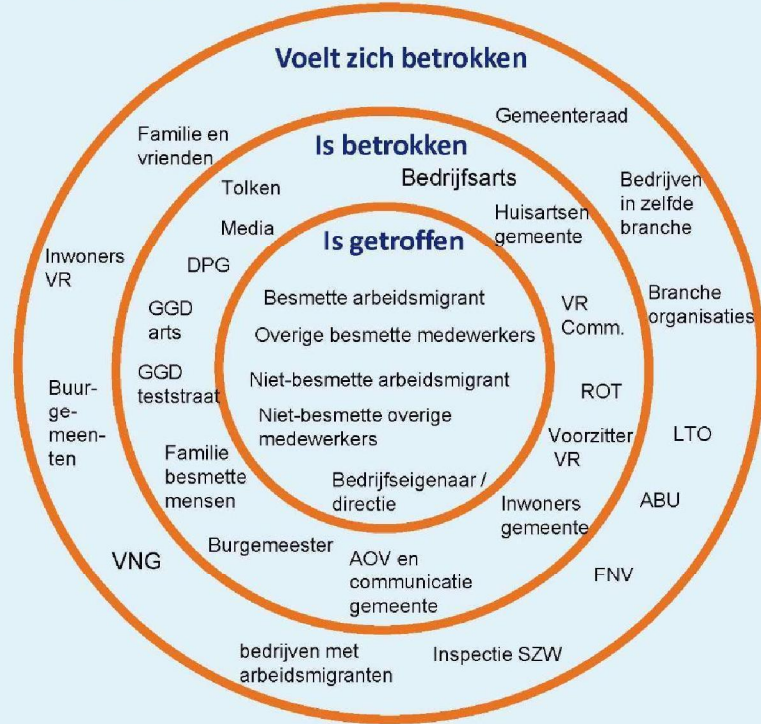 Voelt zich betrokken
Gemeenteraad
Familie en
vrienden
Bedrijven
in zelfde
branche
Inwoners
VR
Branche
organisaties
Buur-
ge-
meen-
ten
LTO
ABU
VNG
FNV
bedrijven met
arbeidsmigranten
Inspectie SZW
Is betrokken
Bedrijfsarts
Tolken
Huisartsen
gemeente
Media
DPG
GGD
arts
VR
Comm.
GGD
teststraat
ROT
Voorzitter
VR
Familie
besmette
mensen
Inwoners
gemeente
Burgemeester
AOV en
communicatie
gemeente
Is getroffen
Besmette arbeidsmigrant
Overige besmette medewerkers
Niet-besmette arbeidsmigrant
Niet-besmette overige
medewerkers
Bedrijfseigenaar /
directie